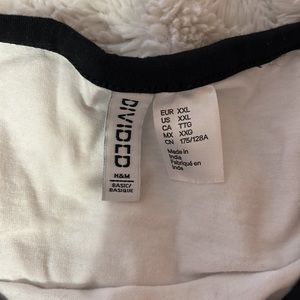 DIVIDED
H&M
BASIC/
BASIQUE
EUR XXL
US XXL
CA TTG
MX XXG
CN 175/128A
Made in
India
Fabriqué en
Inde